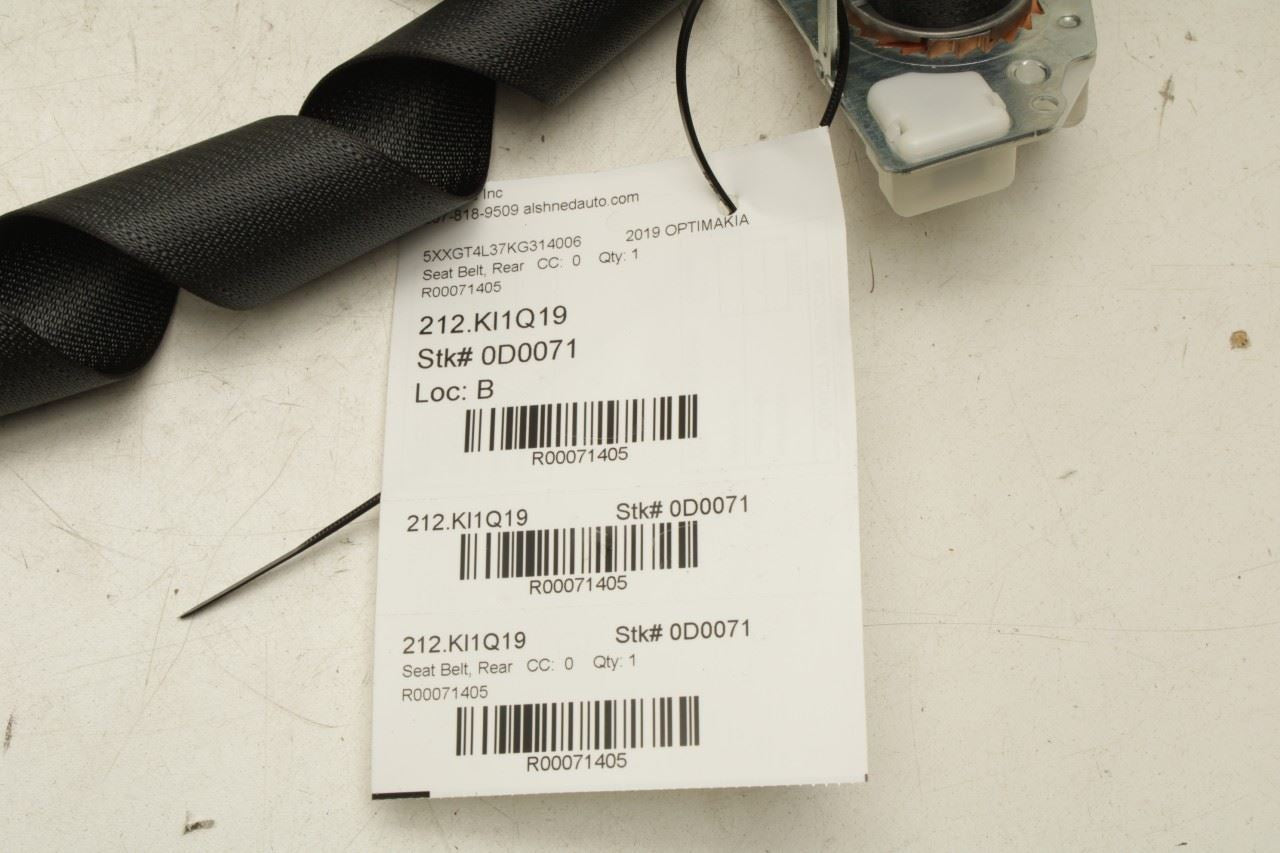 Inc
7-818-9509 alshnedauto.com
5XXGT4L37KG314006 2019 OPTIMAKIA
Seat Belt, Rear CC: 0 Qty: 1
R00071405
212.KI1Q19
Stk# 0D0071
Loc: B
R00071405
212.KI1Q19 Stk# 0D0071
R00071405
212.KI1Q19 Stk# 0D0071
Seat Belt, Rear CC: 0 Qty: 1
R00071405
R00071405